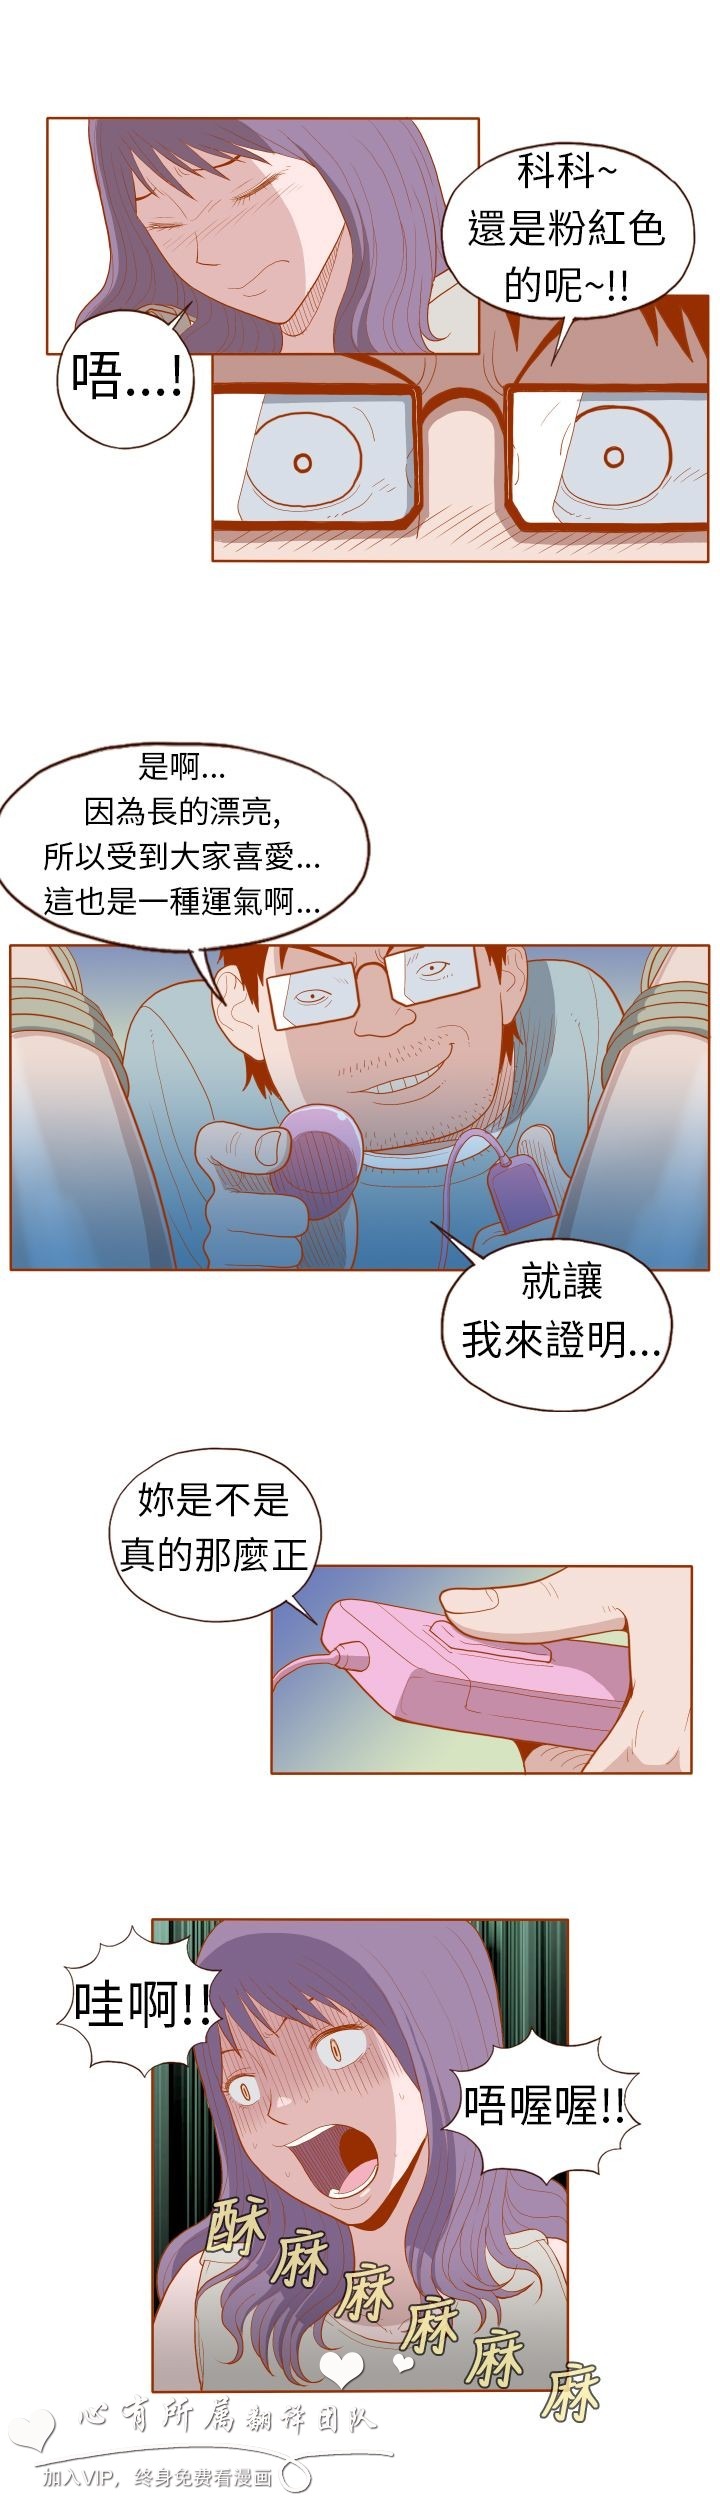 科科~
還是粉紅色
的呢~!!
唔...!
是啊...
因為長的漂亮,
所以受到大家喜愛...
這也是一種運氣啊...
就讓
我來證明...
妳是不是
真的那麼正
哇啊!!
唔喔喔!!
酥麻麻麻麻麻
心有所属翻译团队
加入VIP，终身免费看漫画